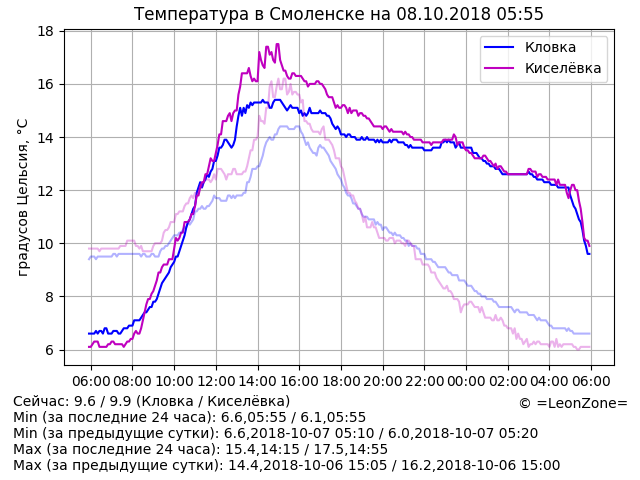 Температура в Смоленске на 08.10.2018 05:55
Кловка
Киселёвка
градусов Цельсия, °C
18
16
14
12
10
8
6
06:00 08:00 10:00 12:00 14:00 16:00 18:00 20:00 22:00 00:00 02:00 04:00 06:00
Сейчас: 9.6 / 9.9 (Кловка / Киселёвка)
© =LeonZone=
Min (за последние 24 часа): 6.6,05:55 / 6.1,05:55
Min (за предыдущие сутки): 6.6,2018-10-07 05:10 / 6.0,2018-10-07 05:20
Max (за последние 24 часа): 15.4,14:15 / 17.5,14:55
Max (за предыдущие сутки): 14.4,2018-10-06 15:05 / 16.2,2018-10-06 15:00